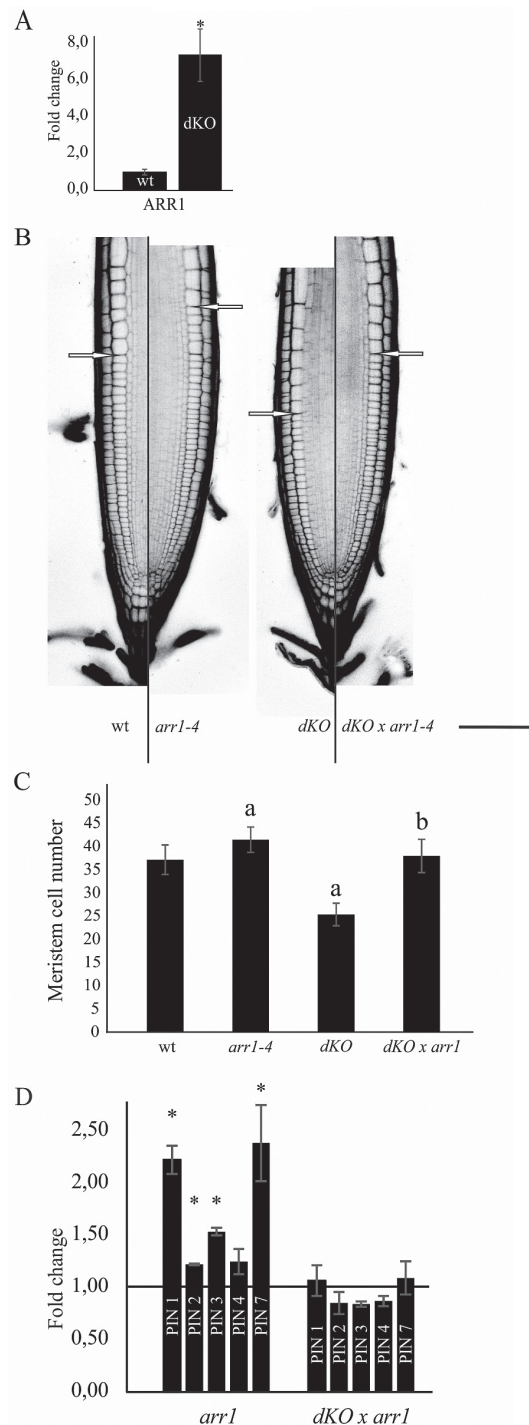 A
8,0
*
6,0
4,0
2,0
0,0
Fold change
wt
dKO
ARR1
B
wt
arr1-4
dKO
dKO x arr1-4
C
50
45
40
35
30
25
20
15
10
5
0
Meristem cell number
a
a
b
wt
arr1-4
dKO
dKO x arr1
D
2,50
2,00
1,50
1,00
0,50
0,00
Fold change
*
*
*
*
PIN 1
PIN 2
PIN 3
PIN 4
PIN 7
PIN 1
PIN 2
PIN 3
PIN 4
PIN 7
arr1
dKO x arr1